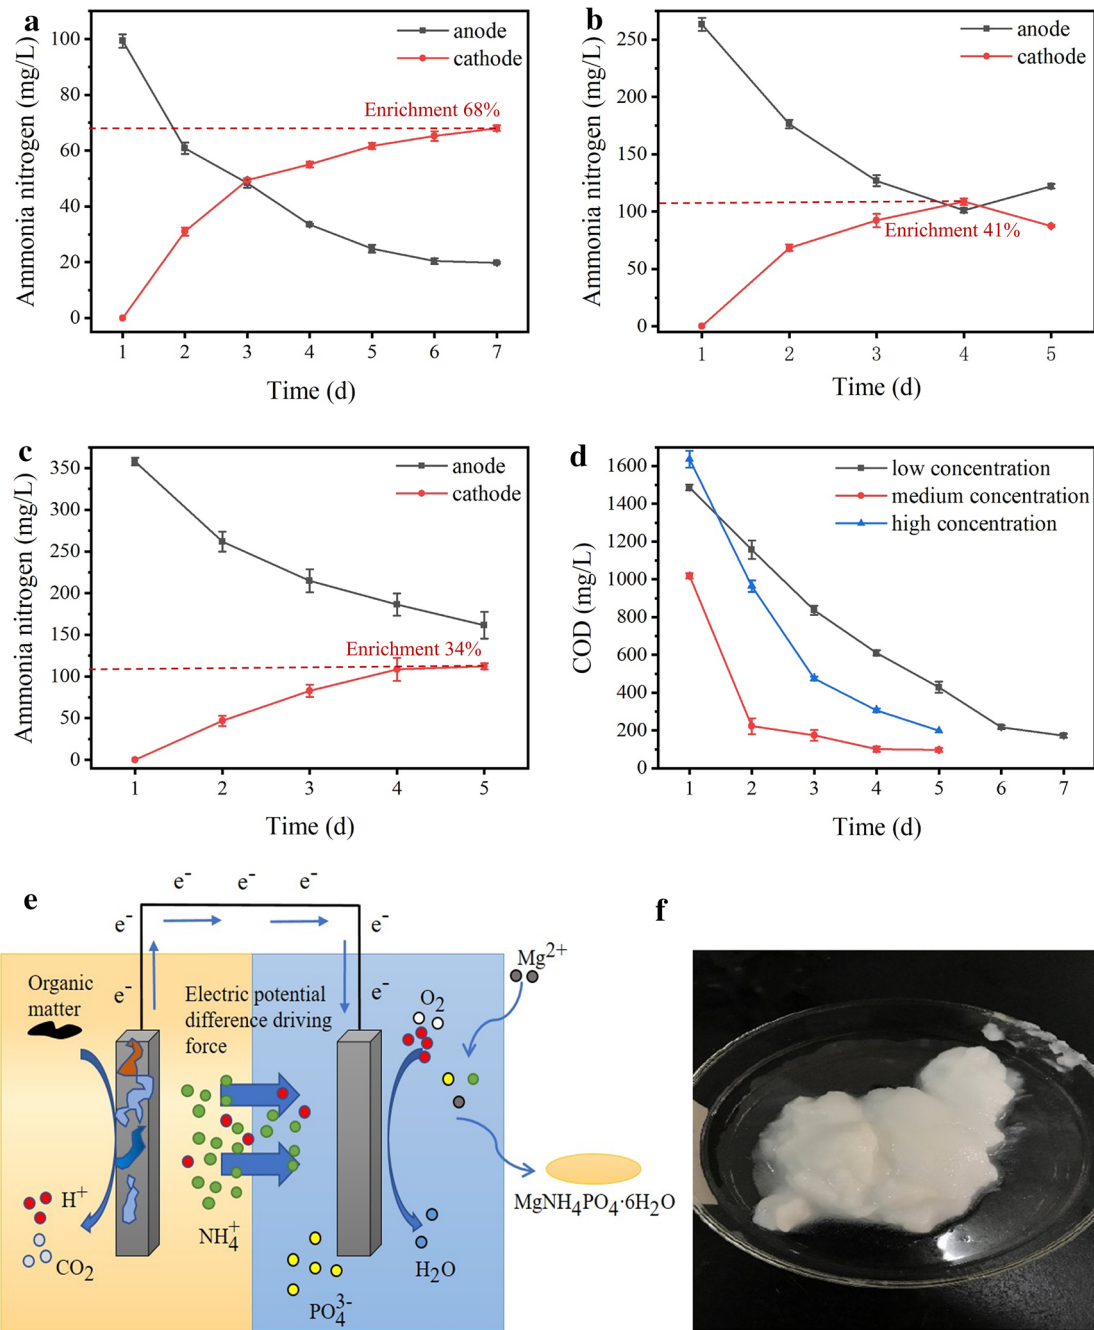 a
Ammonia nitrogen (mg/L)
100
80
60
40
20
0
anode
cathode
Enrichment 68%
1 2 3 4 5 6 7
Time (d)
b
Ammonia nitrogen (mg/L)
250
200
150
100
50
0
anode
cathode
Enrichment 41%
1 2 3 4 5
Time (d)
c
Ammonia nitrogen (mg/L)
350
300
250
200
150
100
50
0
anode
cathode
Enrichment 34%
1 2 3 4 5
Time (d)
d
COD (mg/L)
1600
1400
1200
1000
800
600
400
200
0
low concentration
medium concentration
high concentration
1 2 3 4 5 6 7
Time (d)
e
e⁻ e⁻ e⁻
e⁻ e⁻
e⁻ e⁻
Organic
matter
Electric potential
difference driving
force
O₂
Mg²⁺
H⁺
CO₂
NH₄⁺
PO₄³⁻
H₂O
MgNH₄PO₄·6H₂O
f